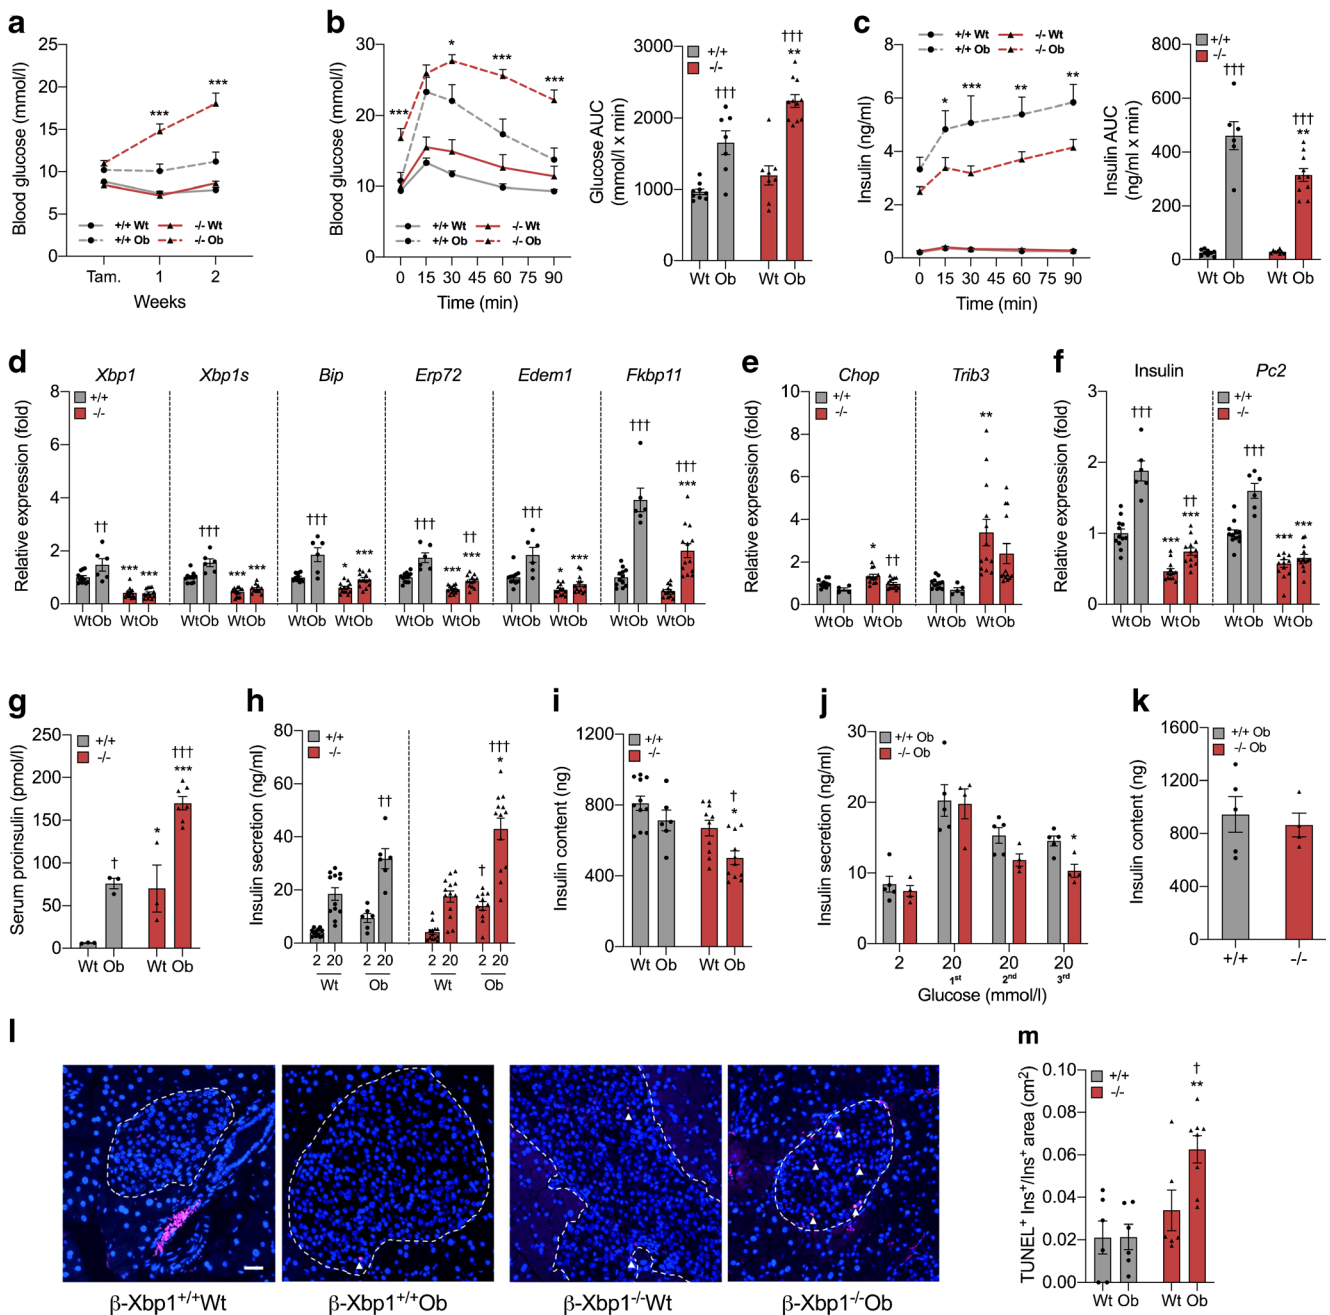 a
Blood glucose (mmol/l)
25
20
15
10
5
0
***
***
+/+ Wt
-/- Wt
+/+ Ob
-/- Ob
Tam.
1
2
Weeks
b
Blood glucose (mmol/l)
30
20
10
0
***
*
***
***
+/+ Wt
-/- Wt
+/+ Ob
-/- Ob
0 15 30 45 60 75 90
Time (min)
Glucose AUC
(mmol/l x min)
3000
2000
1000
0
+/+
-/-
†††
†††
**
Wt Ob
Wt Ob
c
+/+ Wt
-/- Wt
+/+ Ob
-/- Ob
Insulin (ng/ml)
8
6
4
2
0
*
***
**
**
0 15 30 45 60 75 90
Time (min)
Insulin AUC
(ng/ml x min)
800
600
400
200
0
+/+
-/-
†††
†††
**
Wt Ob
Wt Ob
d
Xbp1
Xbp1s
Bip
Erp72
Edem1
Fkbp11
Relative expression (fold)
8
6
4
2
0
+/+
-/-
††
*** ***
†††
*** ***
†††
* ***
†††
*** ††
***
†††
* ***
†††
†††
***
WtOb WtOb WtOb WtOb WtOb WtOb WtOb WtOb WtOb WtOb WtOb WtOb
e
Chop
Trib3
Relative expression (fold)
10
8
6
4
2
0
+/+
-/-
*
††
**
WtOb WtOb WtOb WtOb
f
Insulin
Pc2
Relative expression (fold)
3
2
1
0
+/+
-/-
†††
***
††
***
†††
***
***
WtOb WtOb WtOb WtOb
g
Serum proinsulin (pmol/l)
250
200
150
100
50
0
+/+
-/-
†
*
†††
***
Wt Ob
Wt Ob
h
Insulin secretion (ng/ml)
80
60
40
20
0
+/+
-/-
††
†
†††
*
2 20 2 20 2 20 2 20
Wt Ob Wt Ob
i
Insulin content (ng)
1200
800
400
0
+/+
-/-
†
*
Wt Ob
Wt Ob
j
Insulin secretion (ng/ml)
30
20
10
0
+/+ Ob
-/- Ob
*
2 20 20 20
1st 2nd 3rd
Glucose (mmol/l)
k
Insulin content (ng)
1600
1200
800
400
0
+/+ Ob
-/- Ob
+/+ -/-
l
β-Xbp1+/+Wt
β-Xbp1+/+Ob
β-Xbp1-/-Wt
β-Xbp1-/-Ob
m
TUNEL+ Ins+/Ins+ area (cm2)
0.10
0.08
0.06
0.04
0.02
0.00
+/+
-/-
†
**
Wt Ob
Wt Ob